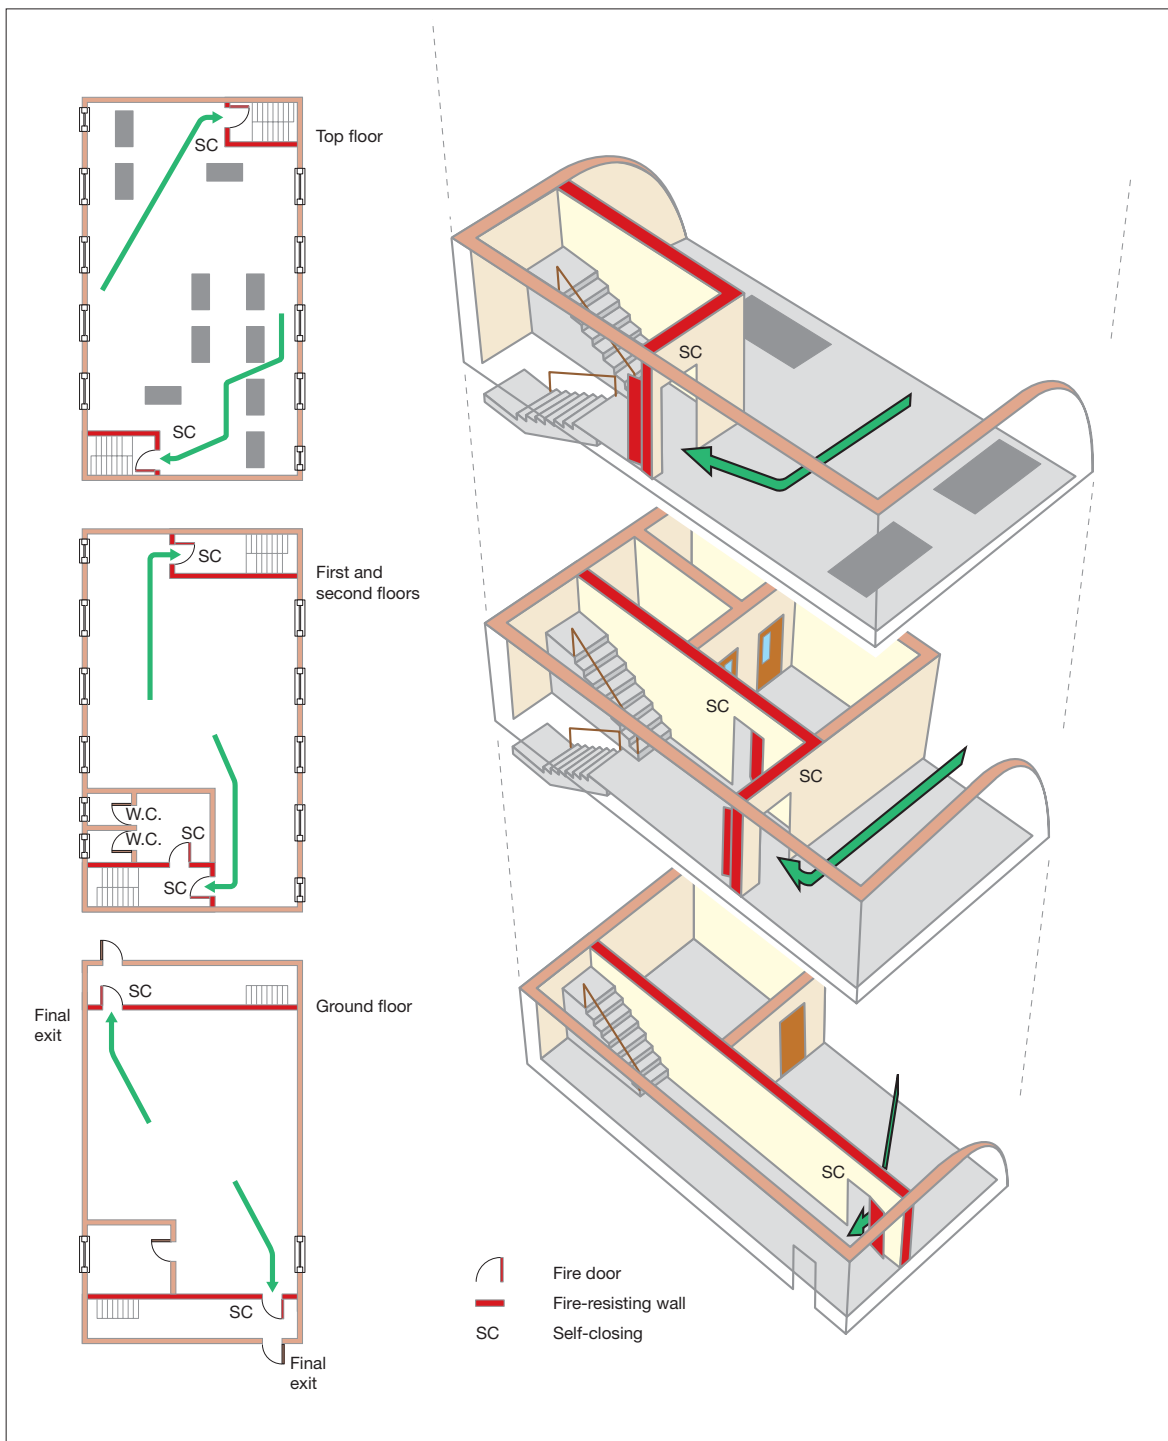 SC
Top floor
SC
SC
First and
second floors
W.C.
W.C.
SC
SC
SC
Final
exit
Ground floor
SC
Final
exit
SC
SC
SC
SC
Fire door
Fire-resisting wall
SC
Self-closing